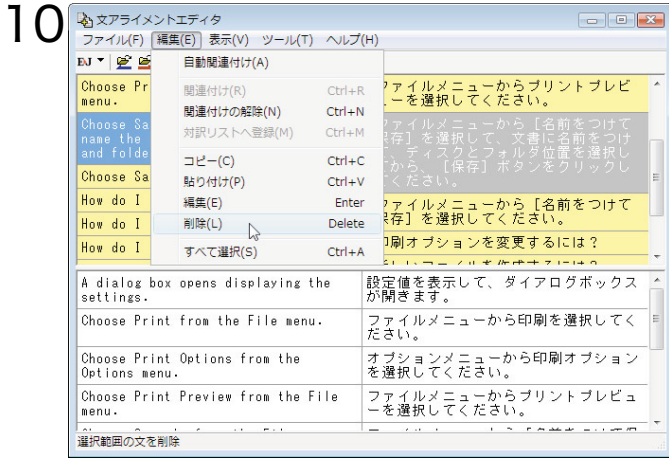 10
文アライメントエディタ
ファイル(F) 編集(E) 表示(V) ツール(T) ヘルプ(H)
EJ
自動関連付け(A)
関連付け(R) Ctrl+R
関連付けの解除(N) Ctrl+N
対訳リストへ登録(M) Ctrl+M
コピー(C) Ctrl+C
貼り付け(P) Ctrl+V
編集(E) Enter
削除(L) Delete
すべて選択(S) Ctrl+A
Choose Pr
menu.
ファイルメニューからプリントプレビ
ーを選択してください。
Choose Sa
name the
and folde
ファイルメニューから [名前をつけて
保存] を選択して、文書に名前をつけ
ディスクとフォルダ位置を選択し
から、 [保存] ボタンをクリックし
ください。
Choose Sa
ファイルメニューから [名前をつけて
保存] を選択してください。
How do I
How do I
印刷オプションを変更するには？
How do I
A dialog box opens displaying the
settings.
設定値を表示して、ダイアログボックス
が開きます。
Choose Print from the File menu.
ファイルメニューから印刷を選択してく
ださい。
Choose Print Options from the
Options menu.
オプションメニューから印刷オプション
を選択してください。
Choose Print Preview from the File
menu.
ファイルメニューからプリントプレビュ
ーを選択してください。
選択範囲の文を削除